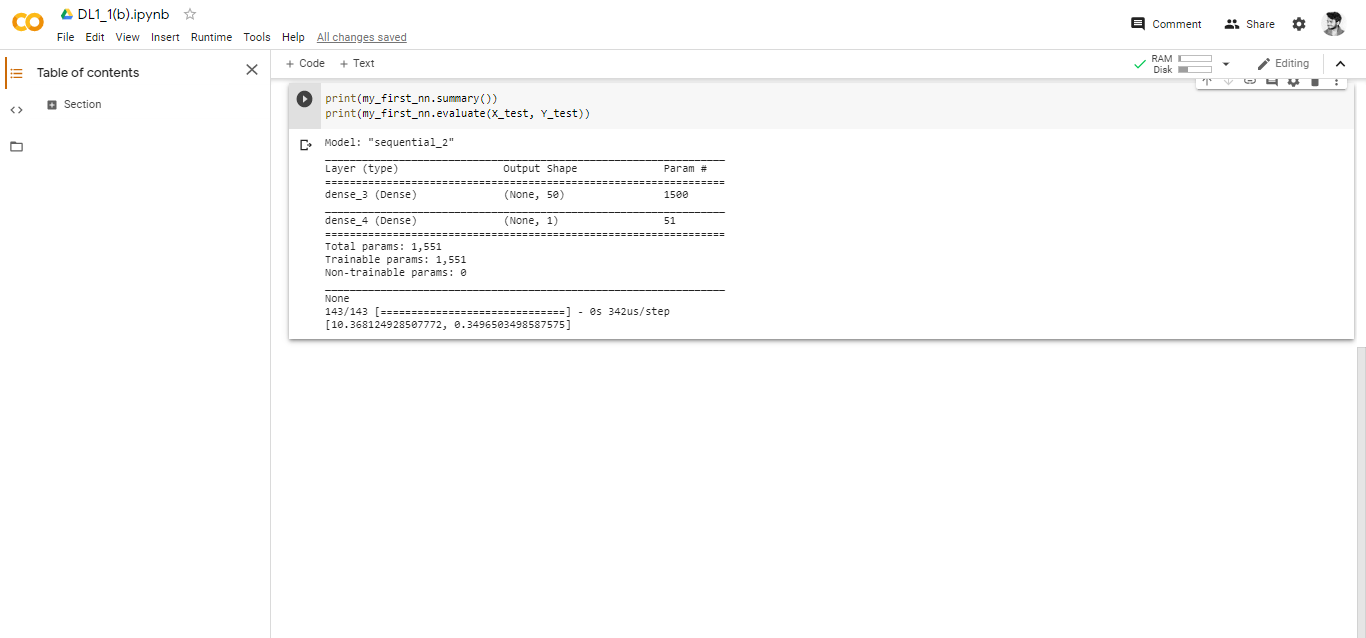 CO
DL1_1(b).ipynb
File Edit View Insert Runtime Tools Help All changes saved
Comment
Share
Table of contents
Section
+ Code + Text
RAM
Disk
Editing
print(my_first_nn.summary())
print(my_first_nn.evaluate(X_test, Y_test))
Model: "sequential_2"
_________________________________________________________________
Layer (type)                 Output Shape              Param #
=================================================================
dense_3 (Dense)              (None, 50)                1500
_________________________________________________________________
dense_4 (Dense)              (None, 1)                 51
=================================================================
Total params: 1,551
Trainable params: 1,551
Non-trainable params: 0
_________________________________________________________________
None
143/143 [==============================] - 0s 342us/step
[10.368124928507772, 0.3496503498587575]